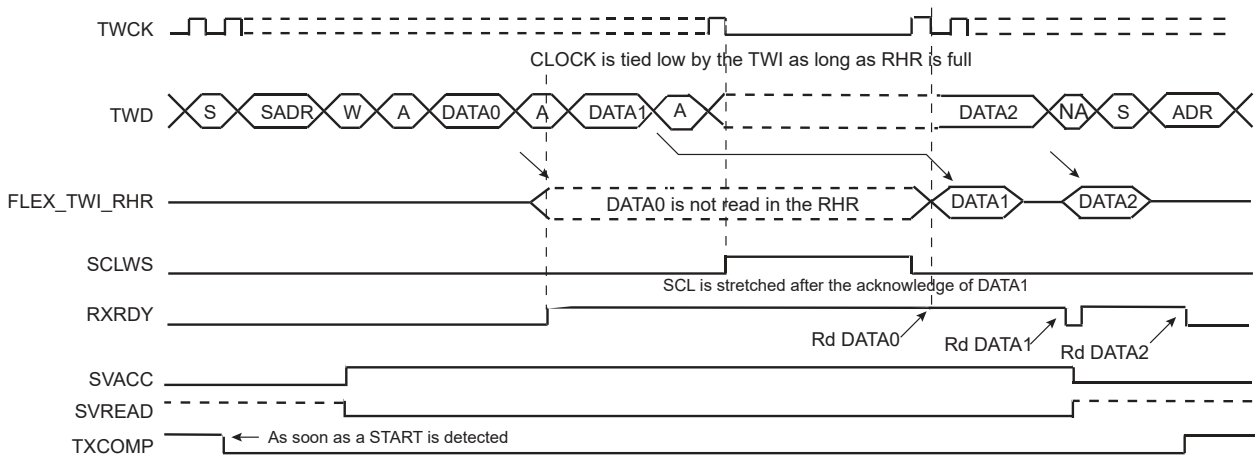 TWCK
CLOCK is tied low by the TWI as long as RHR is full
TWD S SADR W A DATA0 A DATA1 A DATA2 NA S ADR
FLEX_TWI_RHR DATA0 is not read in the RHR DATA1 DATA2
SCLWS
SCL is stretched after the acknowledge of DATA1
RXRDY
Rd DATA0 Rd DATA1 Rd DATA2
SVACC
SVREAD
TXCOMP As soon as a START is detected